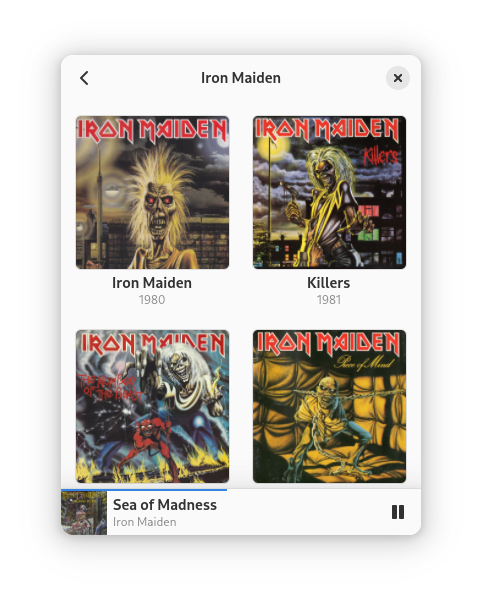 Iron Maiden
IRON MAIDEN
IRON MAIDEN
Killers
Iron Maiden
Killers
1980
1981
IRON MAIDEN
IRON MAIDEN
The Number
of the Beast
Piece of Mind
Sea of Madness
Iron Maiden